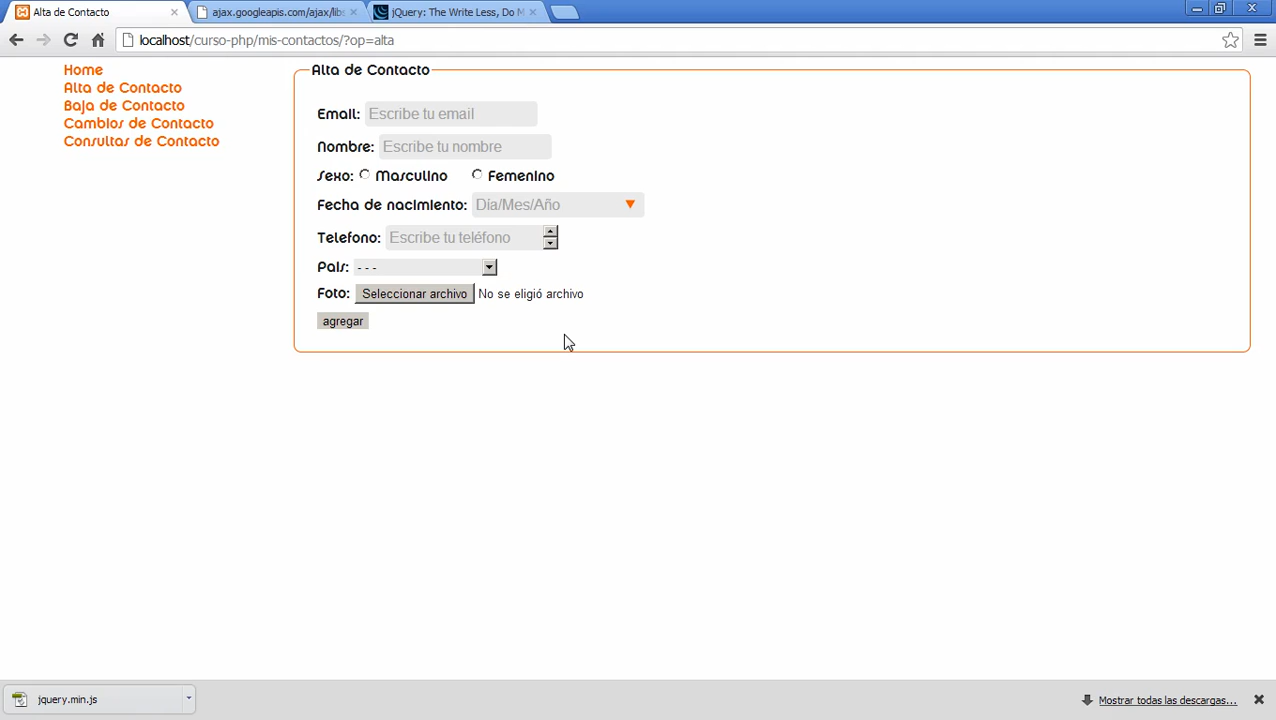 Alta de Contacto
ajax.googleapis.com/ajax/libs
jQuery: The Write Less, Do M
localhost/curso-php/mis-contactos/?op=alta
Home
Alta de Contacto
Baja de Contacto
Cambios de Contacto
Consultas de Contacto
Alta de Contacto
Email: Escribe tu email
Nombre: Escribe tu nombre
Sexo: Masculino Femenino
Fecha de nacimiento: Día/Mes/Año
Telefono: Escribe tu teléfono
País: - - -
Foto: Seleccionar archivo No se eligió archivo
agregar
jquery.min.js
Mostrar todas las descargas...